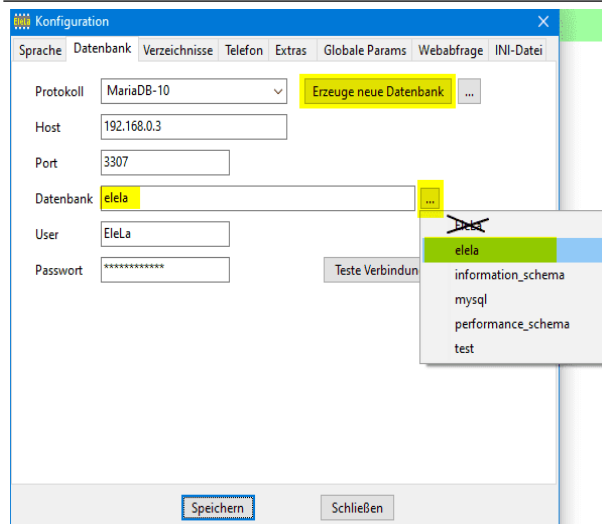 EleLa Konfiguration
Sprache Datenbank Verzeichnisse Telefon Extras Globale Params Webabfrage INI-Datei
Protokoll MariaDB-10 Erzeuge neue Datenbank ...
Host 192.168.0.3
Port 3307
Datenbank elela ...
EleLa
User EleLa
elela
Passwort ************ Teste Verbindun
information_schema
mysql
performance_schema
test
Speichern Schließen